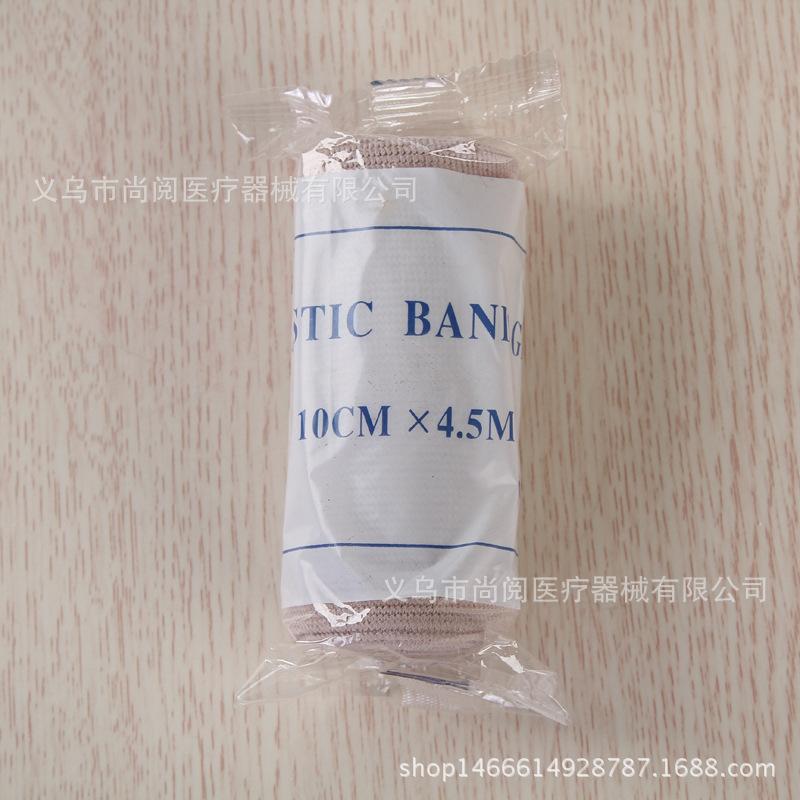 义乌市尚阅医疗器械有限公司
STIC BAND
10CM × 4.5M
义乌市尚阅医疗器械有限公司
shop1466614928787.1688.com